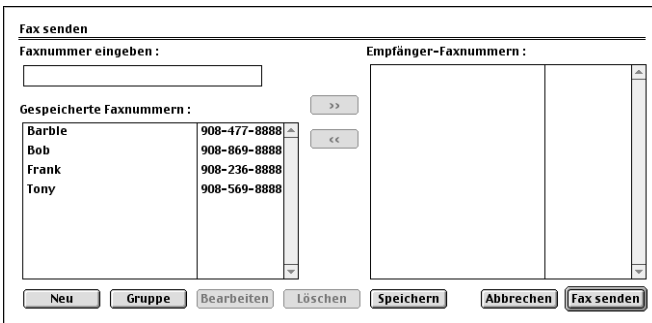 Fax senden
Faxnummer eingeben :
Empfänger-Faxnummern :
>>
Gespeicherte Faxnummern :
<<
Barble 908-477-8888
Bob 908-869-8888
Frank 908-236-8888
Tony 908-569-8888
Neu Gruppe Bearbeiten Löschen Speichern Abbrechen Fax senden